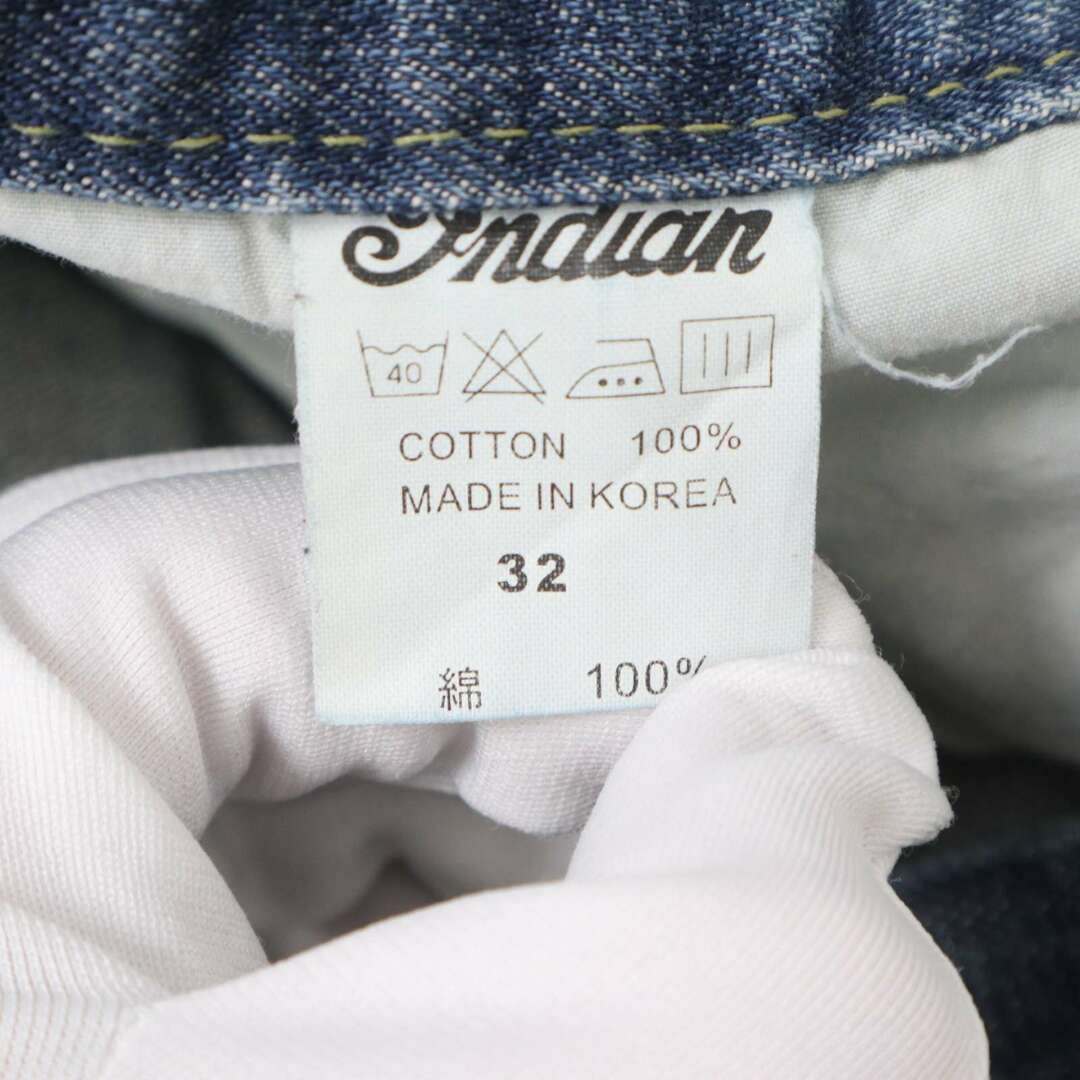 Indian
40
COTTON 100%
MADE IN KOREA
32
綿 100%